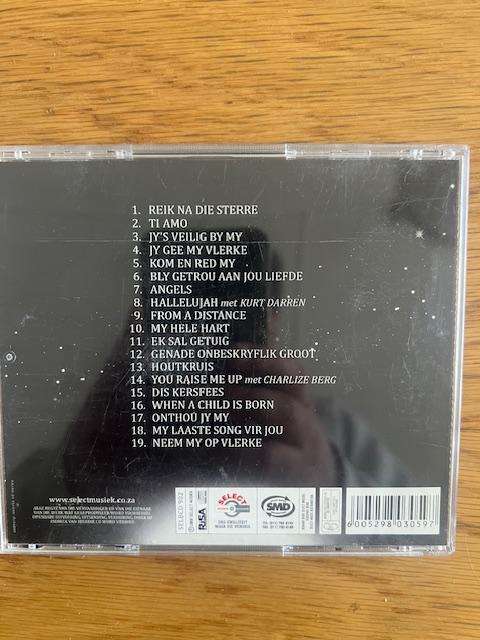 1. REIK NA DIE STERRE
2. TI AMO
3. JY'S VEILIG BY MY
4. JY GEE MY VLERKE
5. KOM EN RED MY
6. BLY GETROU AAN JOU LIEFDE
7. ANGELS
8. HALLELUJAH met KURT DARREN
9. FROM A DISTANCE
10. MY HELE HART
11. EK SAL GETUIG
12. GENADE ONBESKRYFLIK GROOT
13. HOUTKRUIS
14. YOU RAISE ME UP met CHARLIZE BERG
15. DIS KERSFEES
16. WHEN A CHILD IS BORN
17. ONTHOU JY MY
18. MY LAASTE SONG VIR JOU
19. NEEM MY OP VLERKE
www.selectmusiek.co.za
RiSA
SELECT
SMD
6005298 030597